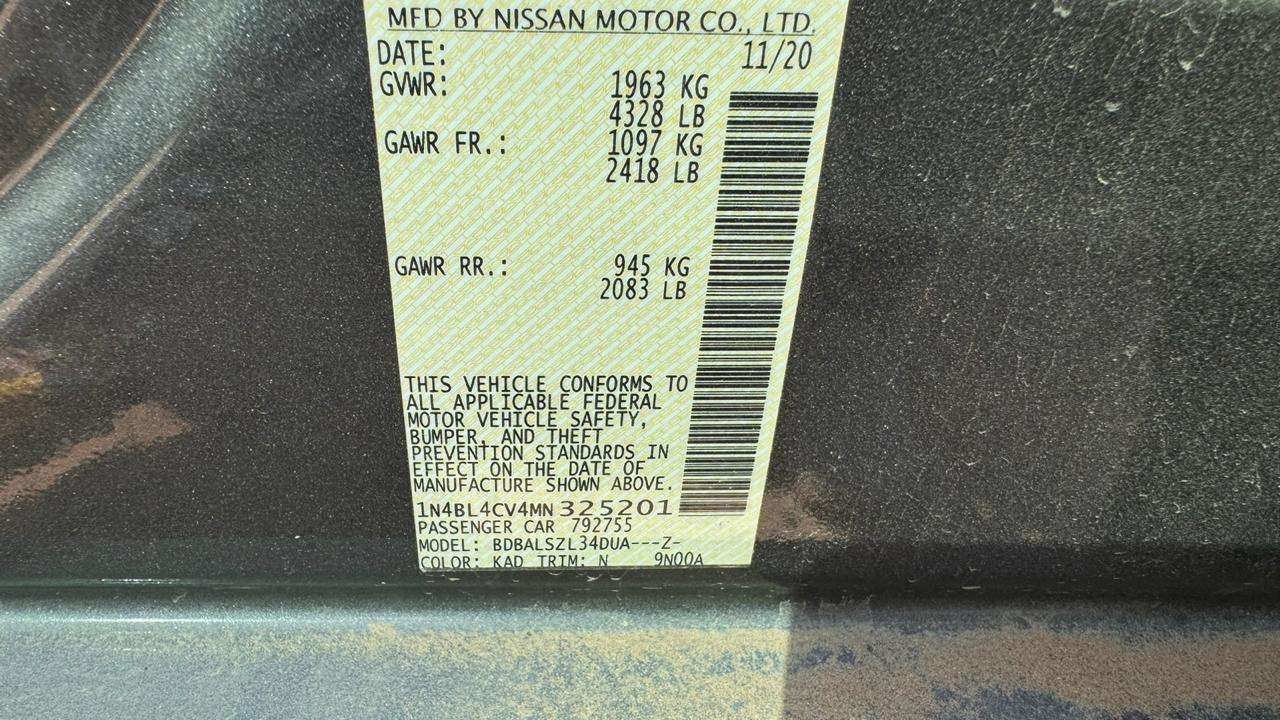 MFD BY NISSAN MOTOR CO., LTD.
DATE: 11/20
GVWR: 1963 KG
4328 LB
GAWR FR.: 1097 KG
2418 LB
GAWR RR.: 945 KG
2083 LB
THIS VEHICLE CONFORMS TO
ALL APPLICABLE FEDERAL
MOTOR VEHICLE SAFETY,
BUMPER, AND THEFT
PREVENTION STANDARDS IN
EFFECT ON THE DATE OF
MANUFACTURE SHOWN ABOVE.
1N4BL4CV4MN325201
PASSENGER CAR 792755
MODEL: BDBALSZL34DUA---Z-
COLOR: KAD TRIM: N 9N00A